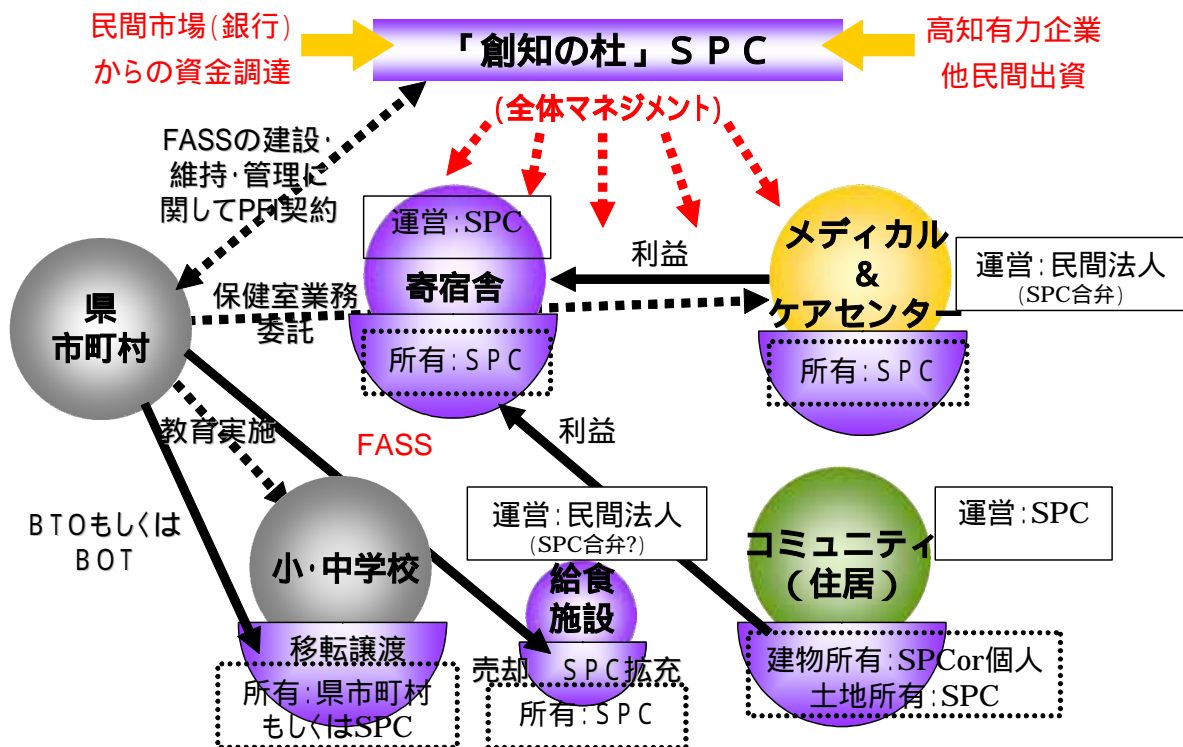 民間市場(銀行)
からの資金調達
「創知の杜」SPC
高知有力企業
他民間出資
(全体マネジメント)
FASSの建設・
維持・管理に
関してPFI契約
運営:SPC
寄宿舎
所有:SPC
利益
メディカル
&
ケアセンター
運営:民間法人
(SPC合弁)
所有:SPC
県
市町村
保健室業務
委託
教育実施
FASS
利益
BTOもしくは
BOT
小・中学校
移転譲渡
所有:県市町村
もしくはSPC
運営:民間法人
(SPC合弁?)
給食
施設
売却 SPC拡充
所有:SPC
コミュニティ
(住居)
運営:SPC
建物所有:SPCor個人
土地所有:SPC